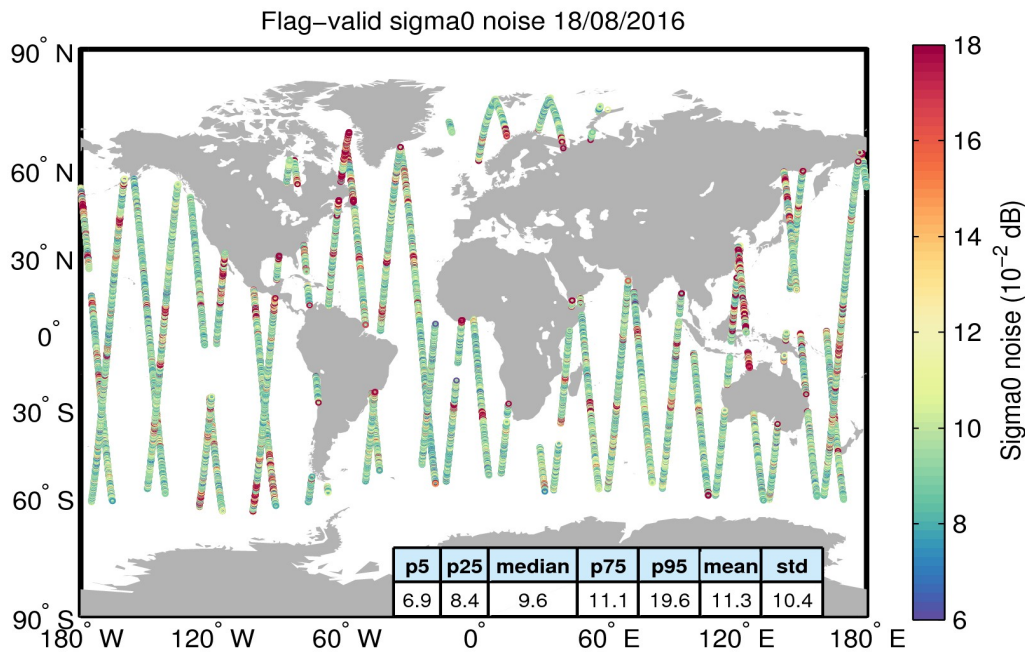 Flag−valid sigma0 noise 18/08/2016
90° N
60° N
30° N
0°
30° S
60° S
90° S
180° W
120° W
60° W
0°
60° E
120° E
180° E
p5 p25 median p75 p95 mean std
6.9 8.4 9.6 11.1 19.6 11.3 10.4
18
16
14
12
10
8
6
Sigma0 noise (10⁻² dB)